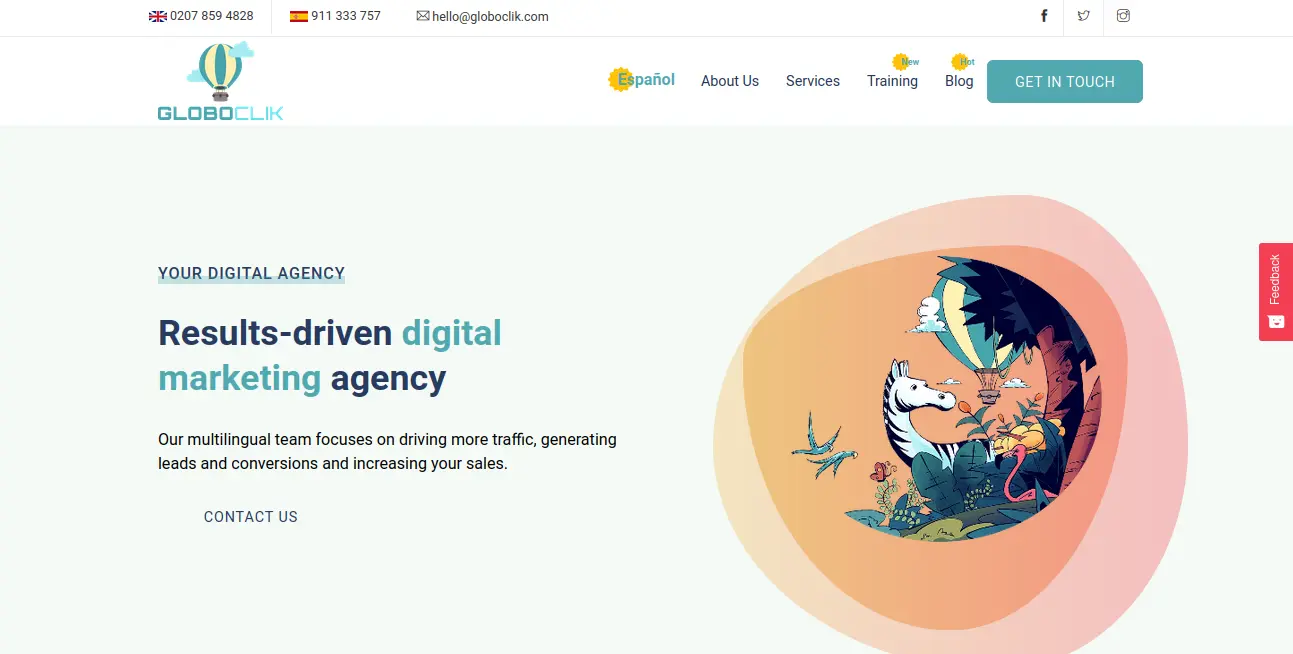 0207 859 4828
911 333 757
hello@globoclik.com
GLOBOCLIK
Español
About Us
Services
New
Training
Hot
Blog
GET IN TOUCH
YOUR DIGITAL AGENCY
Results-driven digital
marketing agency
Our multilingual team focuses on driving more traffic, generating
leads and conversions and increasing your sales.
CONTACT US
Feedback